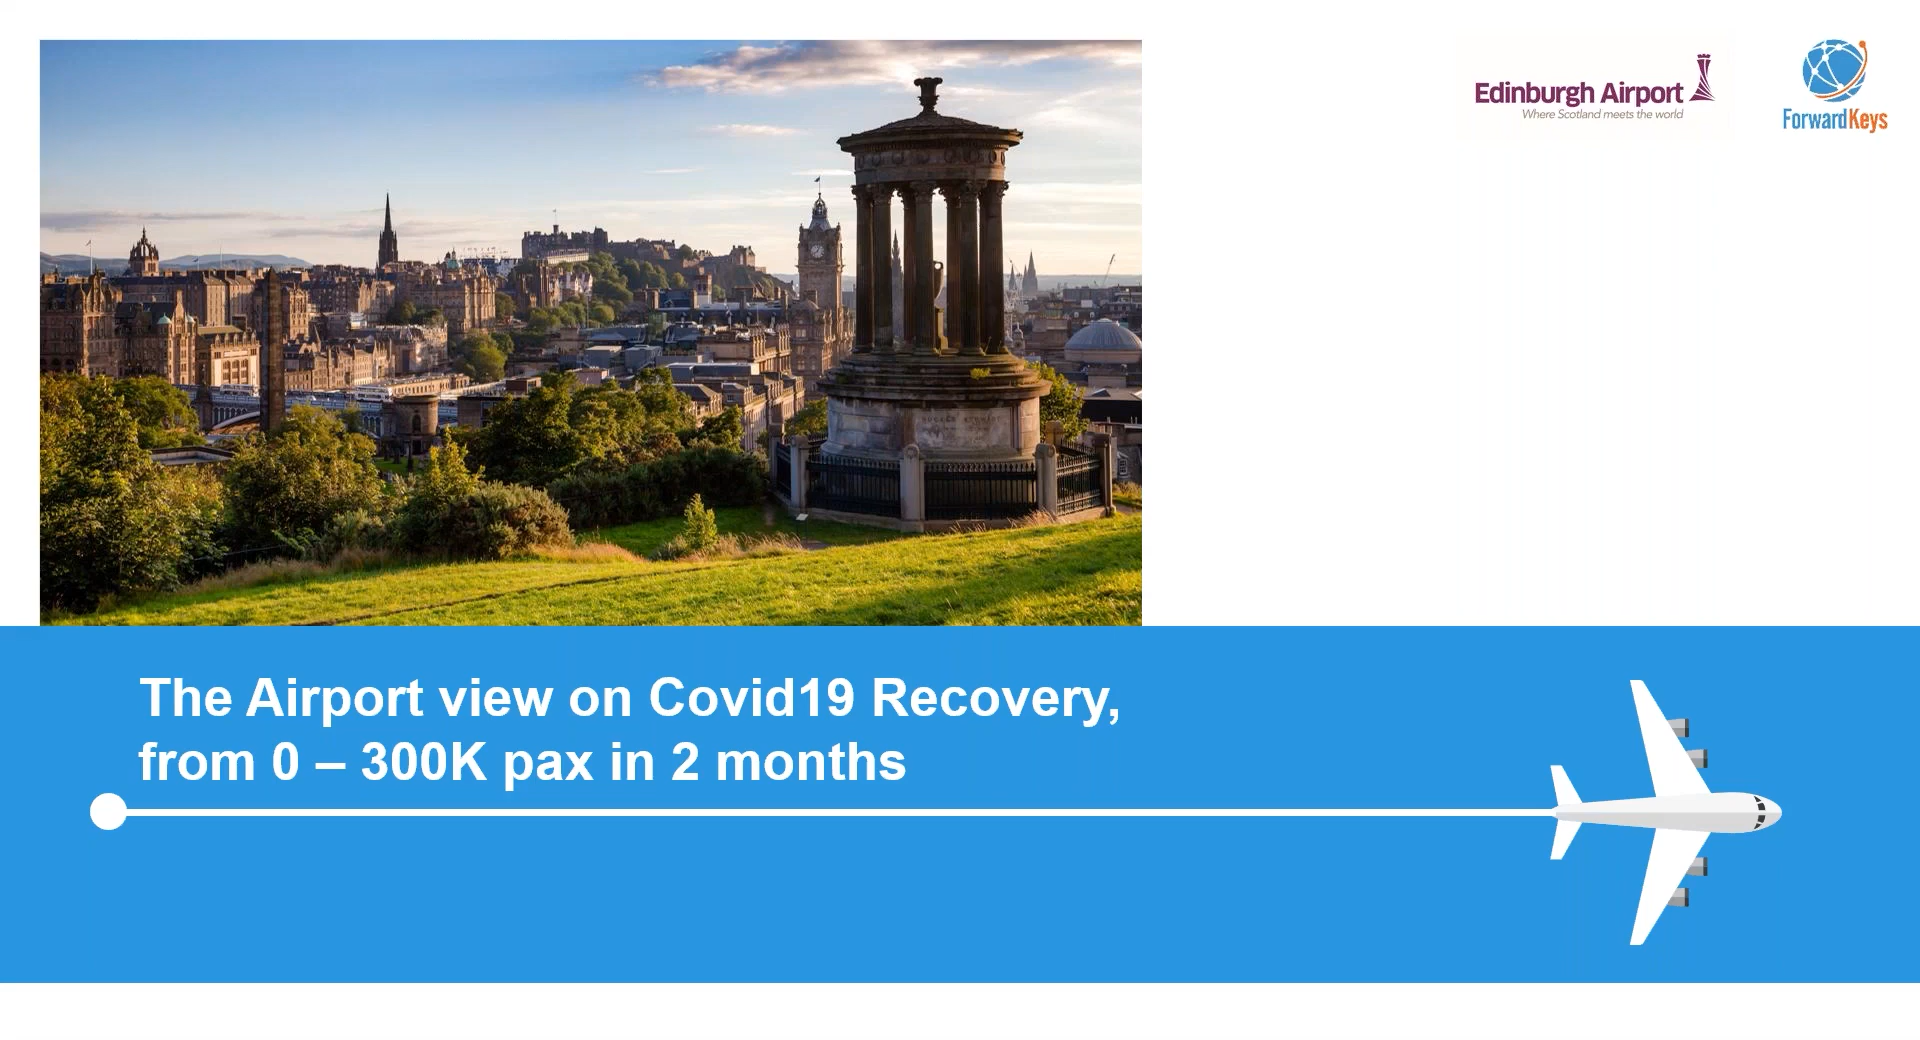 Edinburgh Airport
Where Scotland meets the world
ForwardKeys
The Airport view on Covid19 Recovery,
from 0 – 300K pax in 2 months